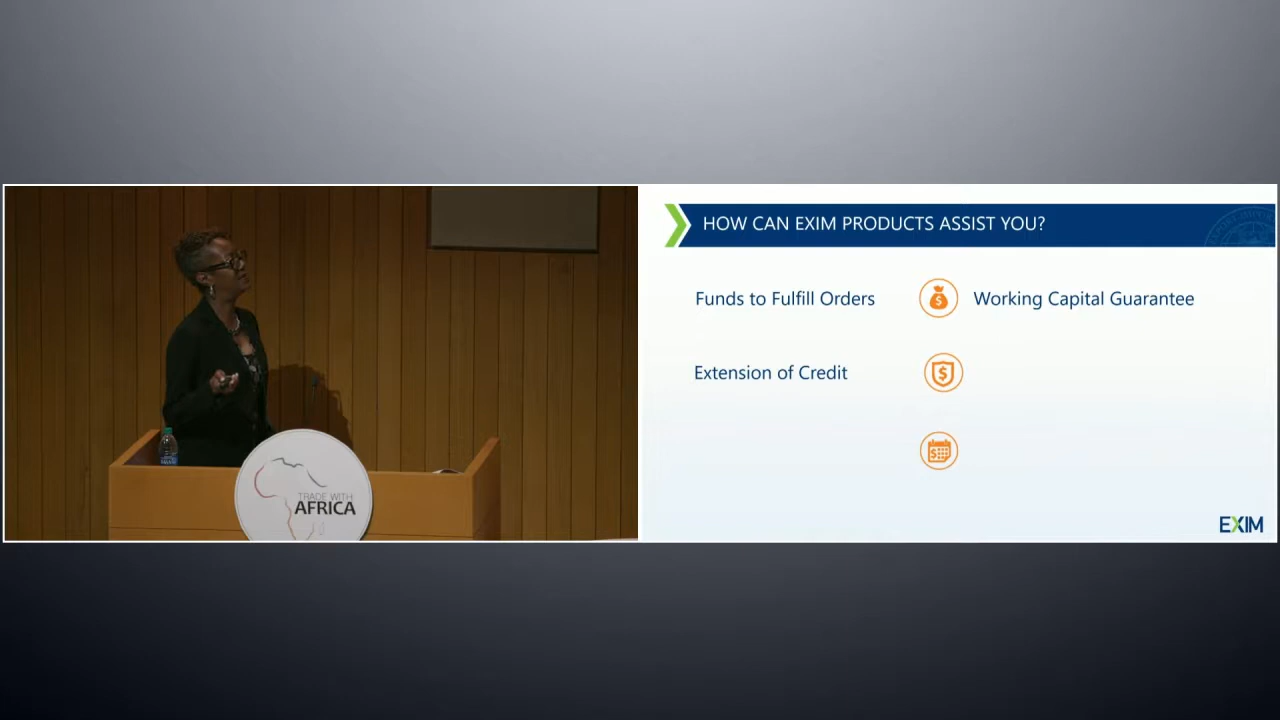 TRADE WITH
AFRICA
HOW CAN EXIM PRODUCTS ASSIST YOU?
Funds to Fulfill Orders
Working Capital Guarantee
Extension of Credit
EXIM